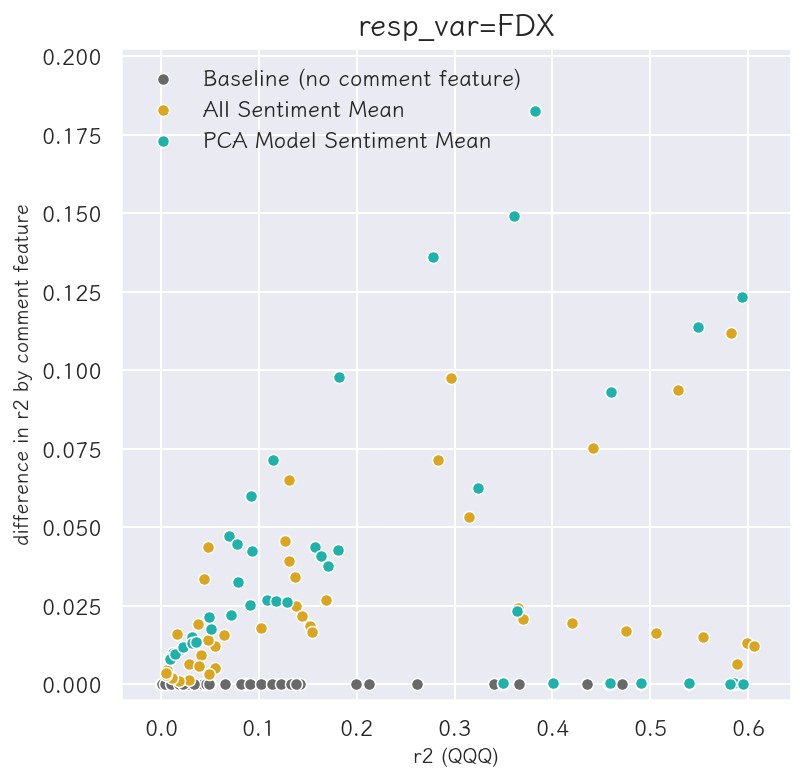 resp_var=FDX
Baseline (no comment feature)
All Sentiment Mean
PCA Model Sentiment Mean
difference in r2 by comment feature
0.200
0.175
0.150
0.125
0.100
0.075
0.050
0.025
0.000
0.0 0.1 0.2 0.3 0.4 0.5 0.6
r2 (QQQ)